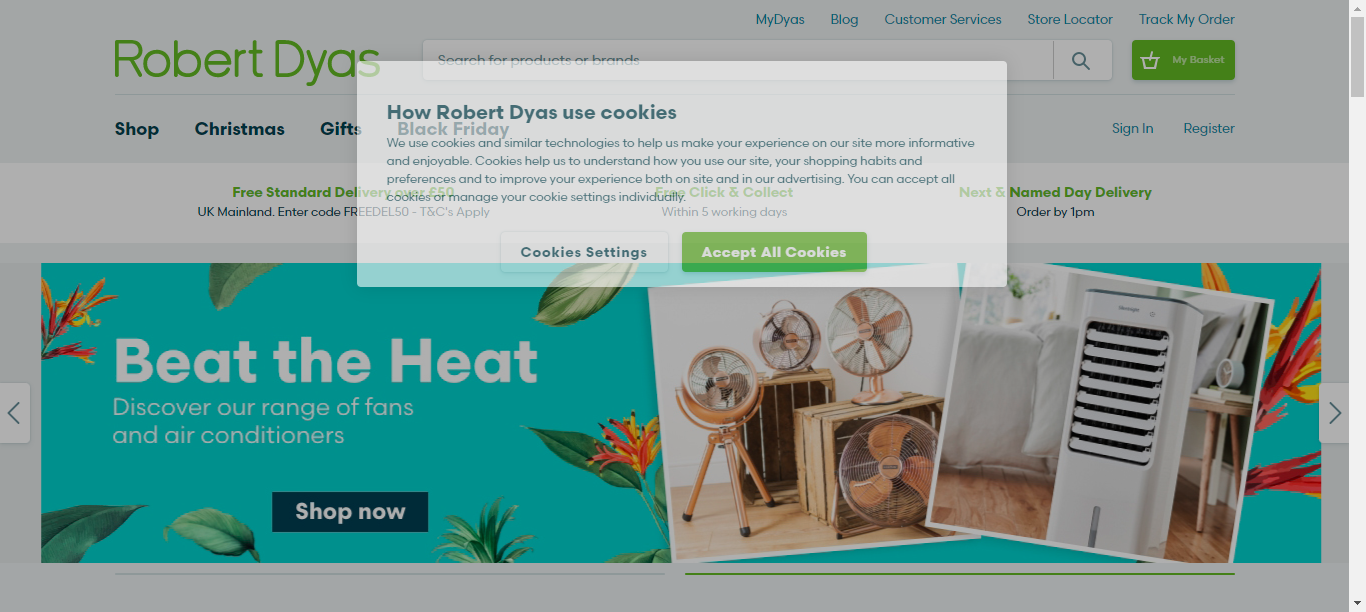 MyDyas Blog Customer Services Store Locator Track My Order
Robert Dyas
Search for products or brands
My Basket
Shop Christmas Gifts Black Friday
Sign In Register
How Robert Dyas use cookies
We use cookies and similar technologies to help us make your experience on our site more informative
and enjoyable. Cookies help us to understand how you use our site, your shopping habits and
preferences and to improve your experience both on site and in our advertising. You can accept all
cookies or manage your cookie settings individually.
Cookies Settings Accept All Cookies
Free Standard Delivery over £50
UK Mainland. Enter code FREEDEL50 - T&C's Apply
Free Click & Collect
Within 5 working days
Next & Named Day Delivery
Order by 1pm
Beat the Heat
Discover our range of fans
and air conditioners
Shop now